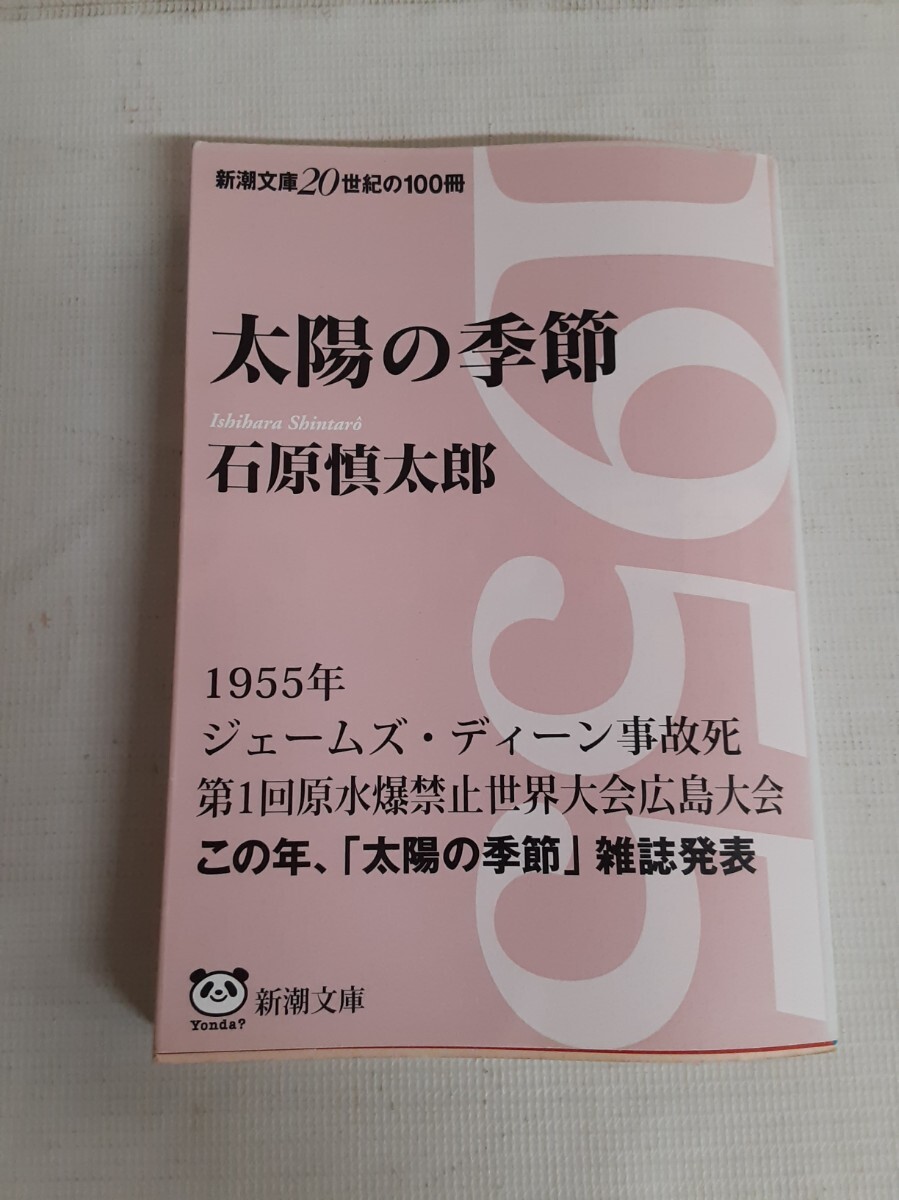 新潮文庫20世紀の100冊
太陽の季節
Ishihara Shintarô
石原慎太郎
1955
1955年
ジェームズ・ディーン事故死
第1回原水爆禁止世界大会広島大会
この年、「太陽の季節」雑誌発表
Yonda?
新潮文庫